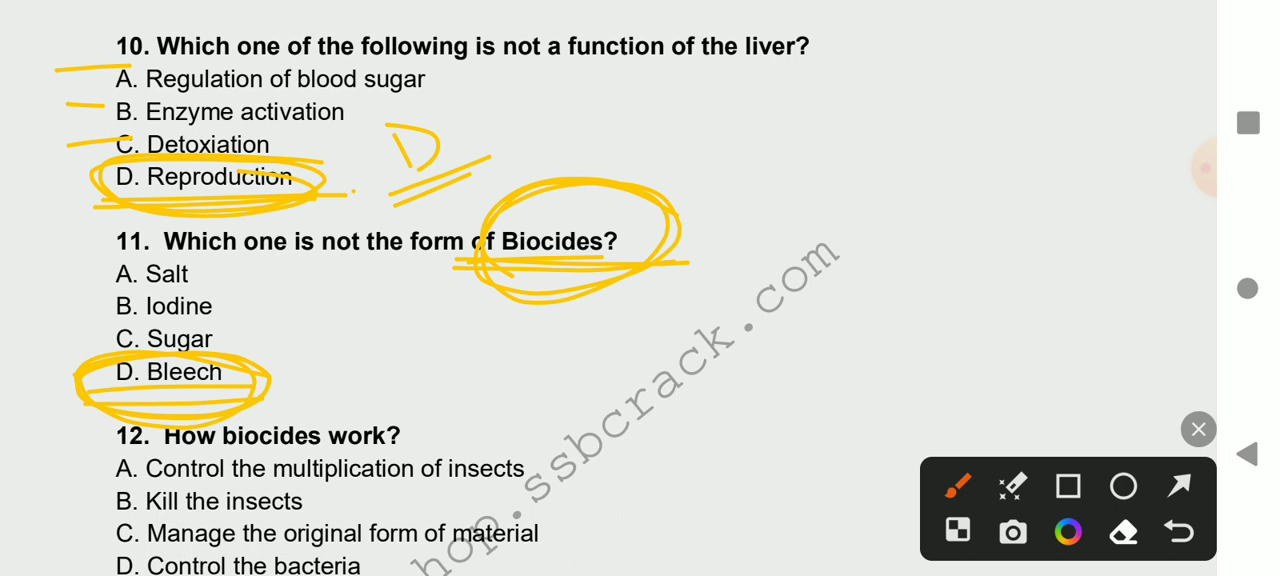 10. Which one of the following is not a function of the liver?
A. Regulation of blood sugar
B. Enzyme activation
C. Detoxiation
D. Reproduction
D
11. Which one is not the form of Biocides?
A. Salt
B. Iodine
C. Sugar
D. Bleech
12. How biocides work?
A. Control the multiplication of insects
B. Kill the insects
C. Manage the original form of material
D. Control the bacteria
hop.ssbcrack.com